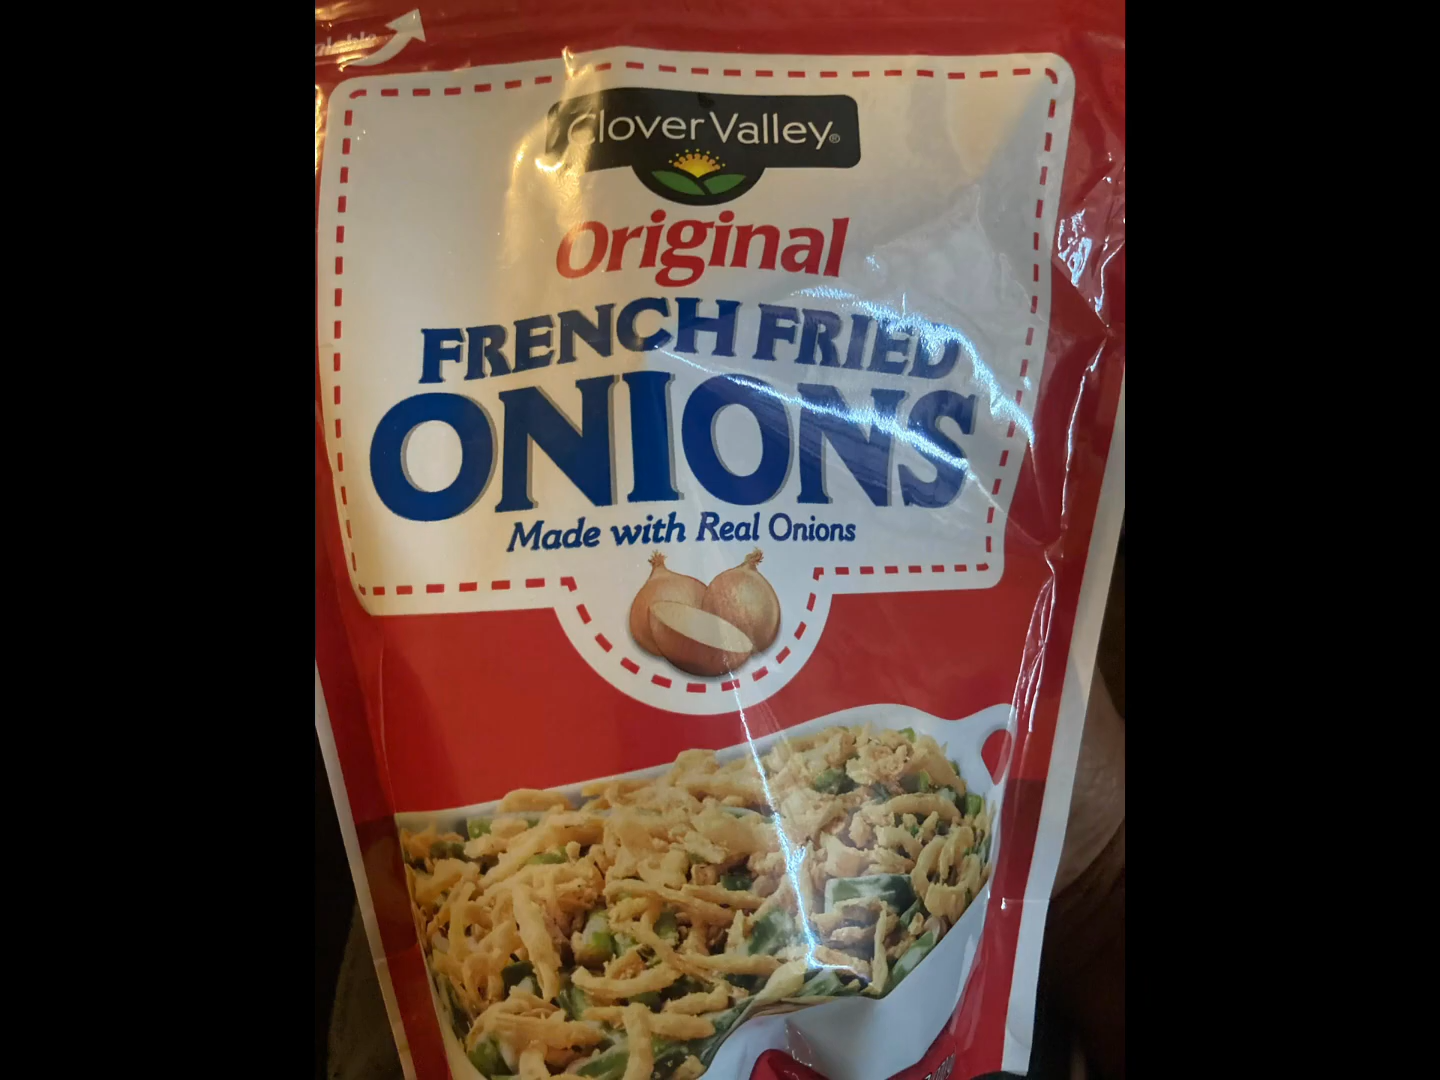 Clover Valley®
Original
FRENCH FRIED
ONIONS
Made with Real Onions